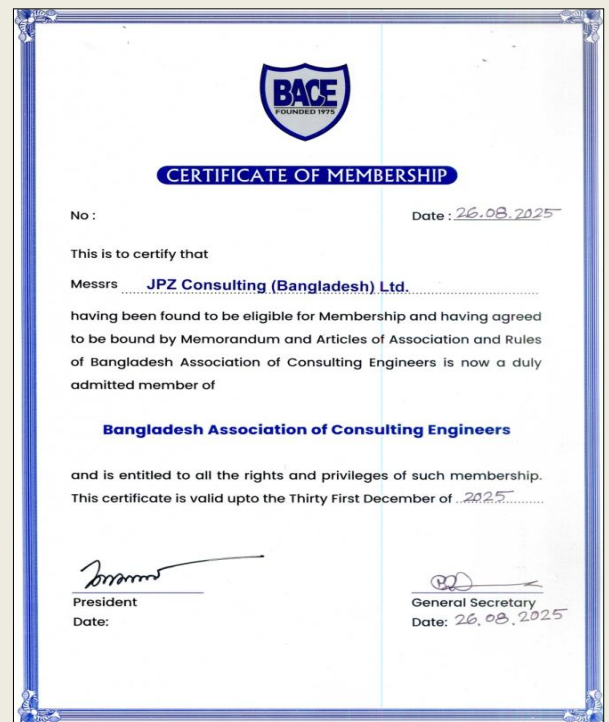 BACE
FOUNDED 1975
CERTIFICATE OF MEMBERSHIP
No :
Date : 26.08.2025
This is to certify that
Messrs JPZ Consulting (Bangladesh) Ltd.
having been found to be eligible for Membership and having agreed
to be bound by Memorandum and Articles of Association and Rules
of Bangladesh Association of Consulting Engineers is now a duly
admitted member of
Bangladesh Association of Consulting Engineers
and is entitled to all the rights and privileges of such membership.
This certificate is valid upto the Thirty First December of 2025
President
Date:
General Secretary
Date: 26.08.2025